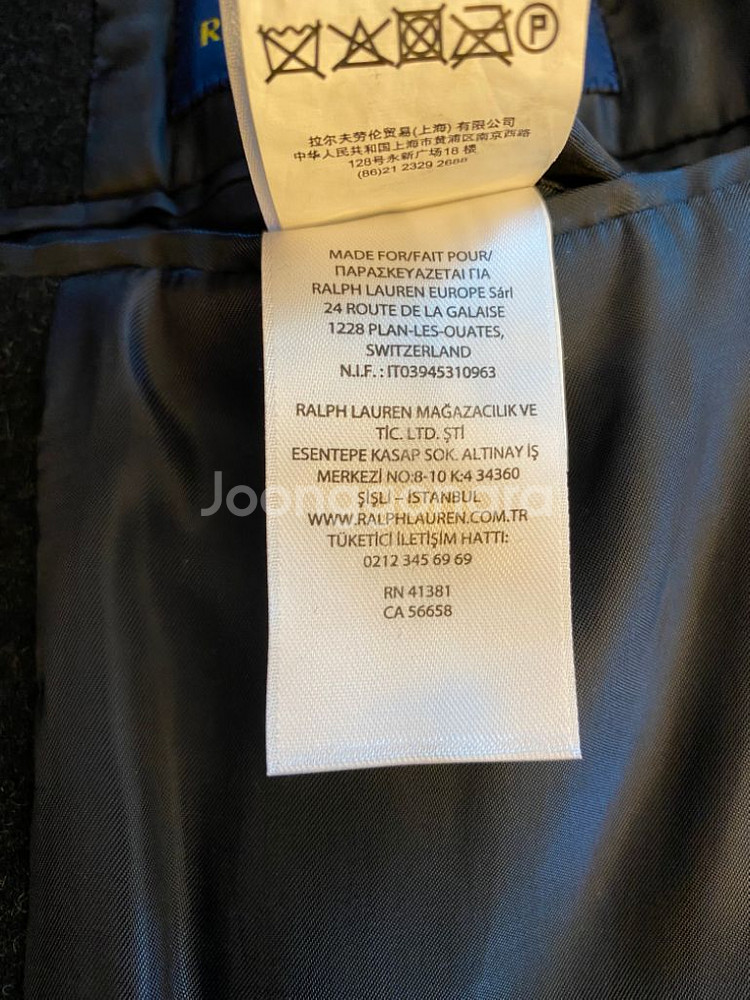 R
P
拉尔夫劳伦贸易(上海) 有限公司
中华人民共和国上海市黄浦区南京西路
128号永新广场18 楼
(86)21 2329 2688
MADE FOR/FAIT POUR/
ΠΑΡΑΣΚΕΥΑΖΕΤΑΙ ΓΙΑ
RALPH LAUREN EUROPE Sárl
24 ROUTE DE LA GALAISE
1228 PLAN-LES-OUATES,
SWITZERLAND
N.I.F. : IT03945310963
RALPH LAUREN MAĞAZACILIK VE
TİC. LTD. ŞTİ
ESENTEPE KASAP SOK. ALTINAY İŞ
MERKEZİ NO:8-10 K:4 34360
ŞİŞLİ – İSTANBUL
WWW.RALPHLAUREN.COM.TR
TÜKETİCİ İLETİŞİM HATTI:
0212 345 69 69
RN 41381
CA 56658